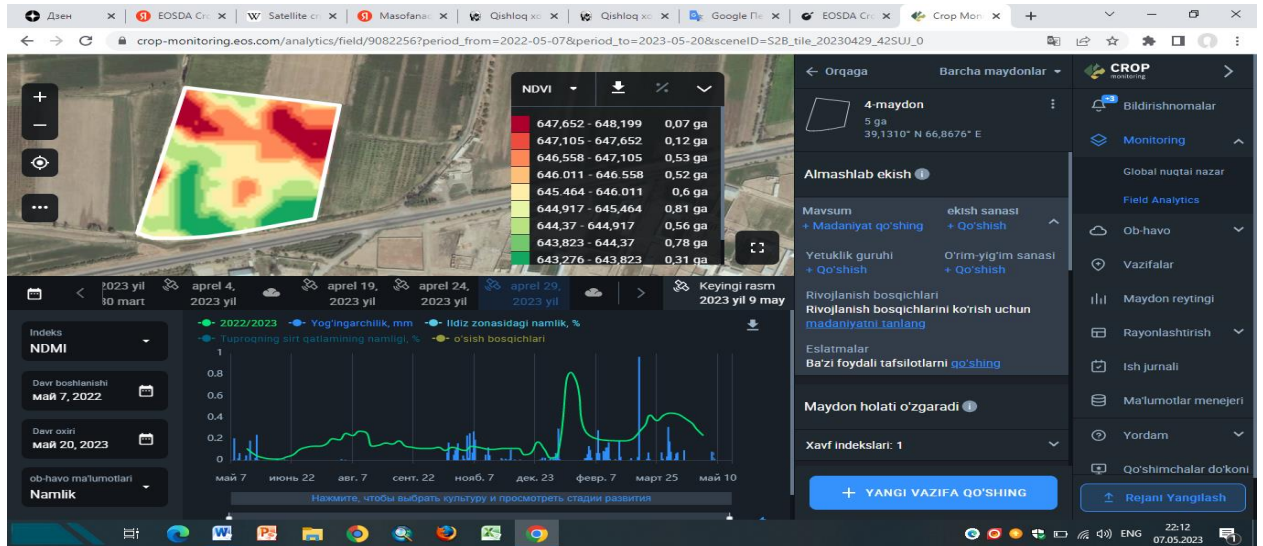 Дзен
EOSDA Cro
Satellite cr
Masofanac
Qishloq xo
Qishloq xo
Google Пе
EOSDA Cro
Crop Mon
crop-monitoring.eos.com/analytics/field/9082256?period_from=2022-05-07&period_to=2023-05-20&sceneID=S2B_tile_20230429_42SUJ_0
NDVI
647,652 - 648,199 0,07 ga
647,105 - 647,652 0,12 ga
646,558 - 647,105 0,53 ga
646.011 - 646.558 0,52 ga
645.464 - 646.011 0,6 ga
644,917 - 645,464 0,81 ga
644,37 - 644,917 0,56 ga
643,823 - 644,37 0,78 ga
643,276 - 643,823 0,31 ga
2023 yil
30 mart
aprel 4,
2023 yil
aprel 19,
2023 yil
aprel 24,
2023 yil
aprel 29,
2023 yil
Keyingi rasm
2023 yil 9 may
Indeks
NDMI
Davr boshlanishi
май 7, 2022
Davr oxiri
май 20, 2023
ob-havo ma'lumotlari
Namlik
2022/2023 Yog'ingarchilik, mm Ildiz zonasidagi namlik, %
Tuproqning sirt qatlamining namligi, % o'sish bosqichlari
1
0.8
0.6
0.4
0.2
0
май 7 июнь 22 авг. 7 сент. 22 нояб. 7 дек. 23 февр. 7 март 25 май 10
Нажмите, чтобы выбрать культуру и просмотреть стадии развития
Orqaga Barcha maydonlar
4-maydon
5 ga
39,1310° N 66,8676° E
Almashlab ekish
Mavsum ekish sanasi
+ Madaniyat qo'shing + Qo'shish
Yetuklik guruhi O'rim-yig'im sanasi
+ Qo'shish + Qo'shish
Rivojlanish bosqichlari
Rivojlanish bosqichlarini ko'rish uchun
madaniyatni tanlang
Eslatmalar
Ba'zi foydali tafsilotlarni qo'shing
Maydon holati o'zgaradi
Xavf indekslari: 1
+ YANGI VAZIFA QO'SHING
CROP
monitoring
+3
Bildirishnomalar
Monitoring
Global nuqtai nazar
Field Analytics
Ob-havo
Vazifalar
Maydon reytingi
Rayonlashtirish
Ish jurnali
Ma'lumotlar menejeri
Yordam
Qo'shimchalar do'koni
Rejani Yangilash
ENG
22:12
07.05.2023